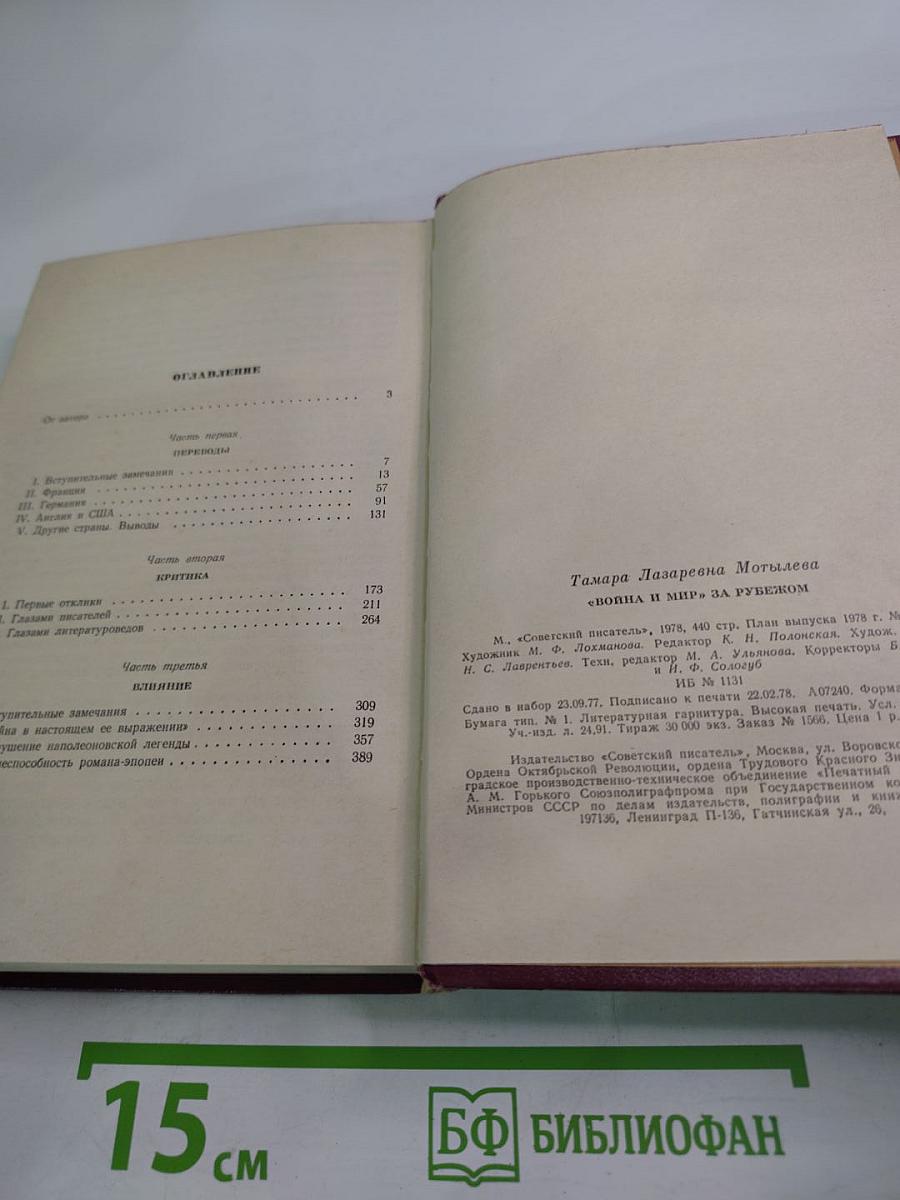 ОГЛАВЛЕНИЕ
От автора 3
Часть первая
ПЕРЕВОДЫ
I. Вступительные замечания 7
II. Франция 13
III. Германия 57
IV. Англия и США 91
V. Другие страны. Выводы 131
Часть вторая
КРИТИКА
I. Первые отклики 173
I. Глазами писателей 211
Глазами литературоведов 264
Часть третья
ВЛИЯНИЕ
тупительные замечания 309
йна в настоящем ее выражении» 319
рушение наполеоновской легенды 357
неспособность романа-эпопеи 389
Тамара Лазаревна Мотылева
«ВОЙНА И МИР» ЗА РУБЕЖОМ
М., «Советский писатель», 1978, 440 стр. План выпуска 1978 г. №
Художник М. Ф. Лохманова. Редактор К. Н. Полонская. Худож.
Н. С. Лаврентьев. Техн. редактор М. А. Ульянова. Корректоры Б
и И. Ф. Сологуб
ИБ № 1131
Сдано в набор 23.09.77. Подписано к печати 22.02.78. А07240. Форма
Бумага тип. № 1. Литературная гарнитура. Высокая печать. Усл.
Уч.-изд. л. 24,91. Тираж 30 000 экз. Заказ № 1566. Цена 1 р.
Издательство «Советский писатель», Москва, ул. Воровско
Ордена Октябрьской Революции, ордена Трудового Красного Зн
градское производственно-техническое объединение «Печатный
А. М. Горького Союзполиграфпрома при Государственном ко
Министров СССР по делам издательств, полиграфии и книж
197136, Ленинград П-136, Гатчинская ул., 26,
15 см
БФ БИБЛИОФАН